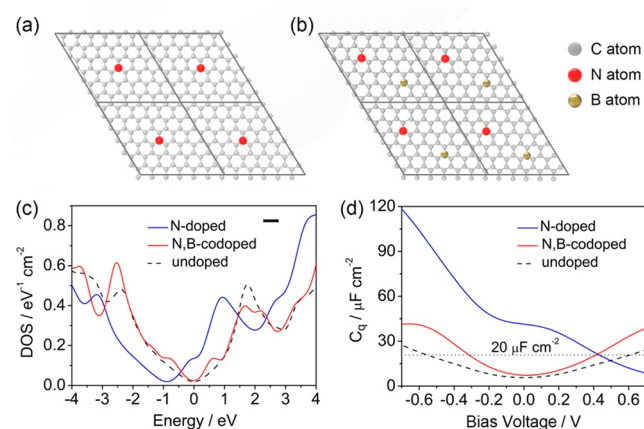 (a)
(b)
C atom
N atom
B atom
(c)
0.8
0.6
0.4
0.2
0.0
DOS / eV⁻¹ cm⁻²
N-doped
N,B-codoped
undoped
-4 -3 -2 -1 0 1 2 3 4
Energy / eV
(d)
120
90
60
30
0
Cq / μF cm⁻²
N-doped
N,B-codoped
undoped
20 μF cm⁻²
-0.6 -0.4 -0.2 0.0 0.2 0.4 0.6
Bias Voltage / V